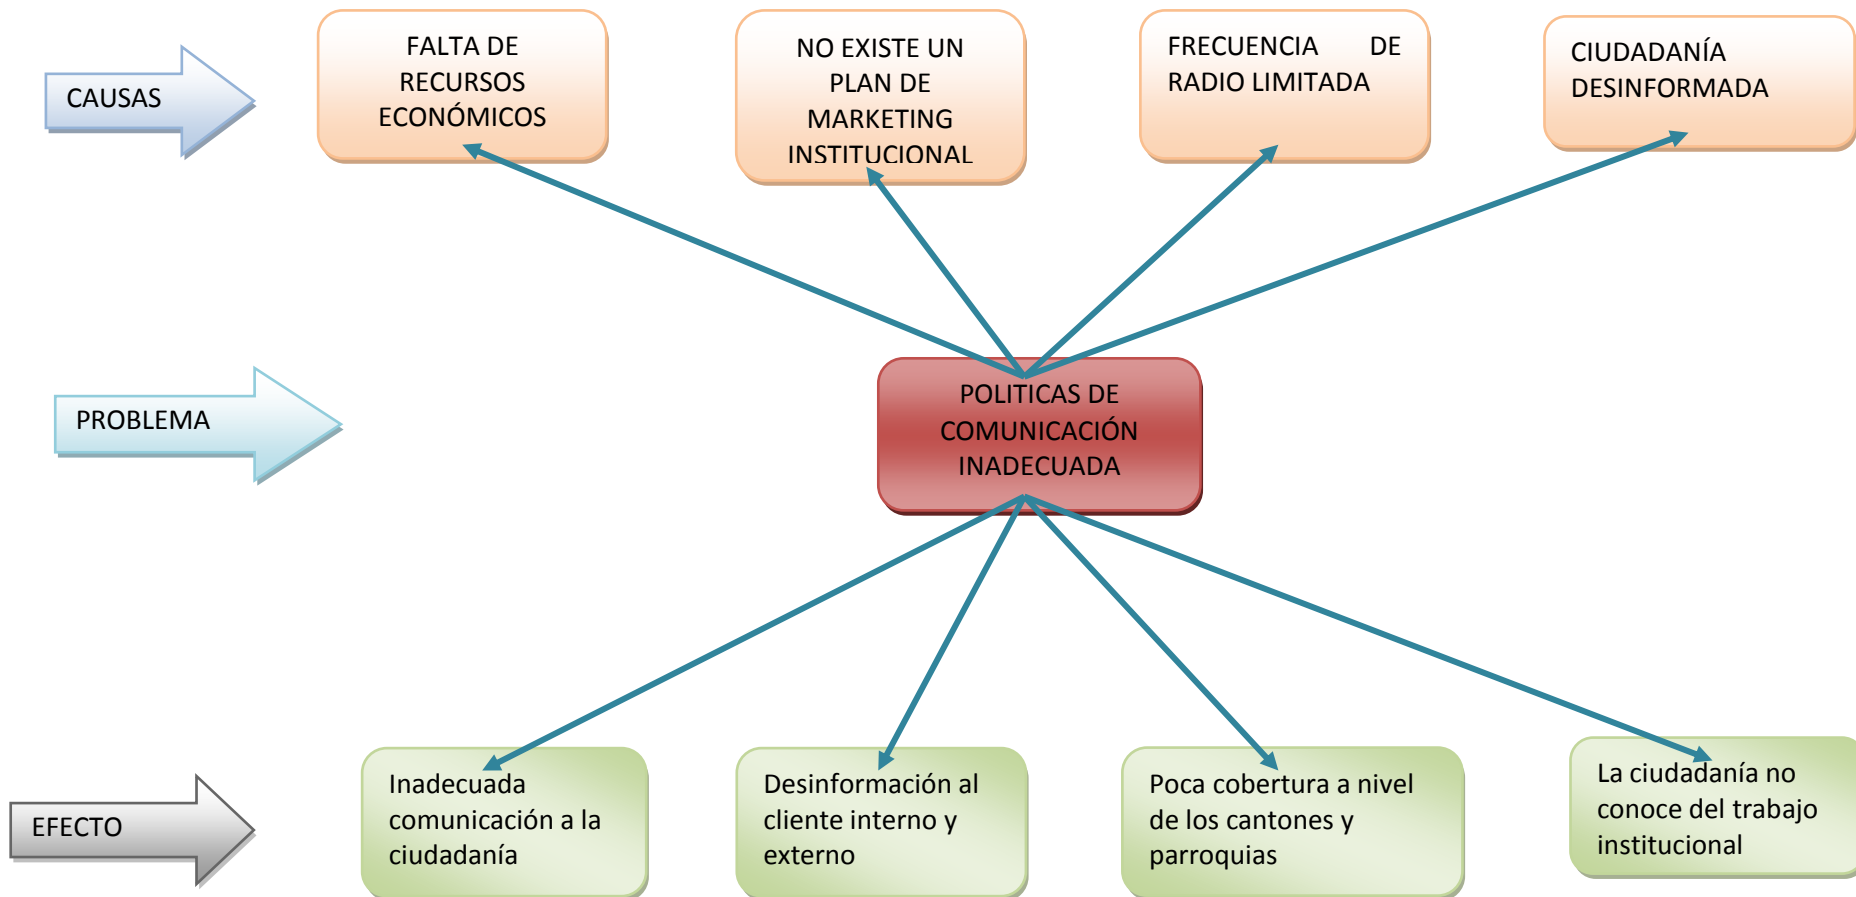 CAUSAS
FALTA DE
RECURSOS
ECONÓMICOS
NO EXISTE UN
PLAN DE
MARKETING
INSTITUCIONAL
FRECUENCIA DE
RADIO LIMITADA
CIUDADANÍA
DESINFORMADA
PROBLEMA
POLITICAS DE
COMUNICACIÓN
INADECUADA
EFECTO
Inadecuada
comunicación a la
ciudadanía
Desinformación al
cliente interno y
externo
Poca cobertura a nivel
de los cantones y
parroquias
La ciudadanía no
conoce del trabajo
institucional